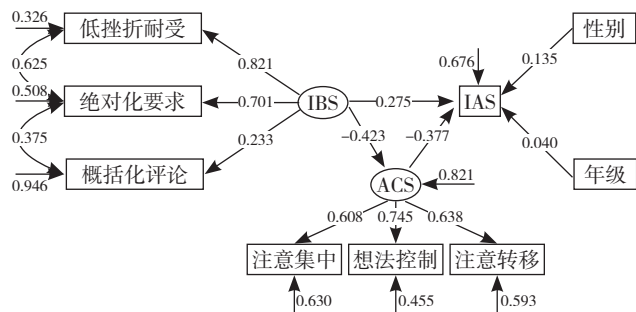 0.326
低挫折耐受
性别
0.625
0.821
0.676
0.135
0.508
绝对化要求
0.701
IBS
0.275
IAS
0.375
0.233
−0.423
−0.377
0.040
0.946
概括化评论
ACS
0.821
年级
0.608
0.745
0.638
注意集中
想法控制
注意转移
0.630
0.455
0.593